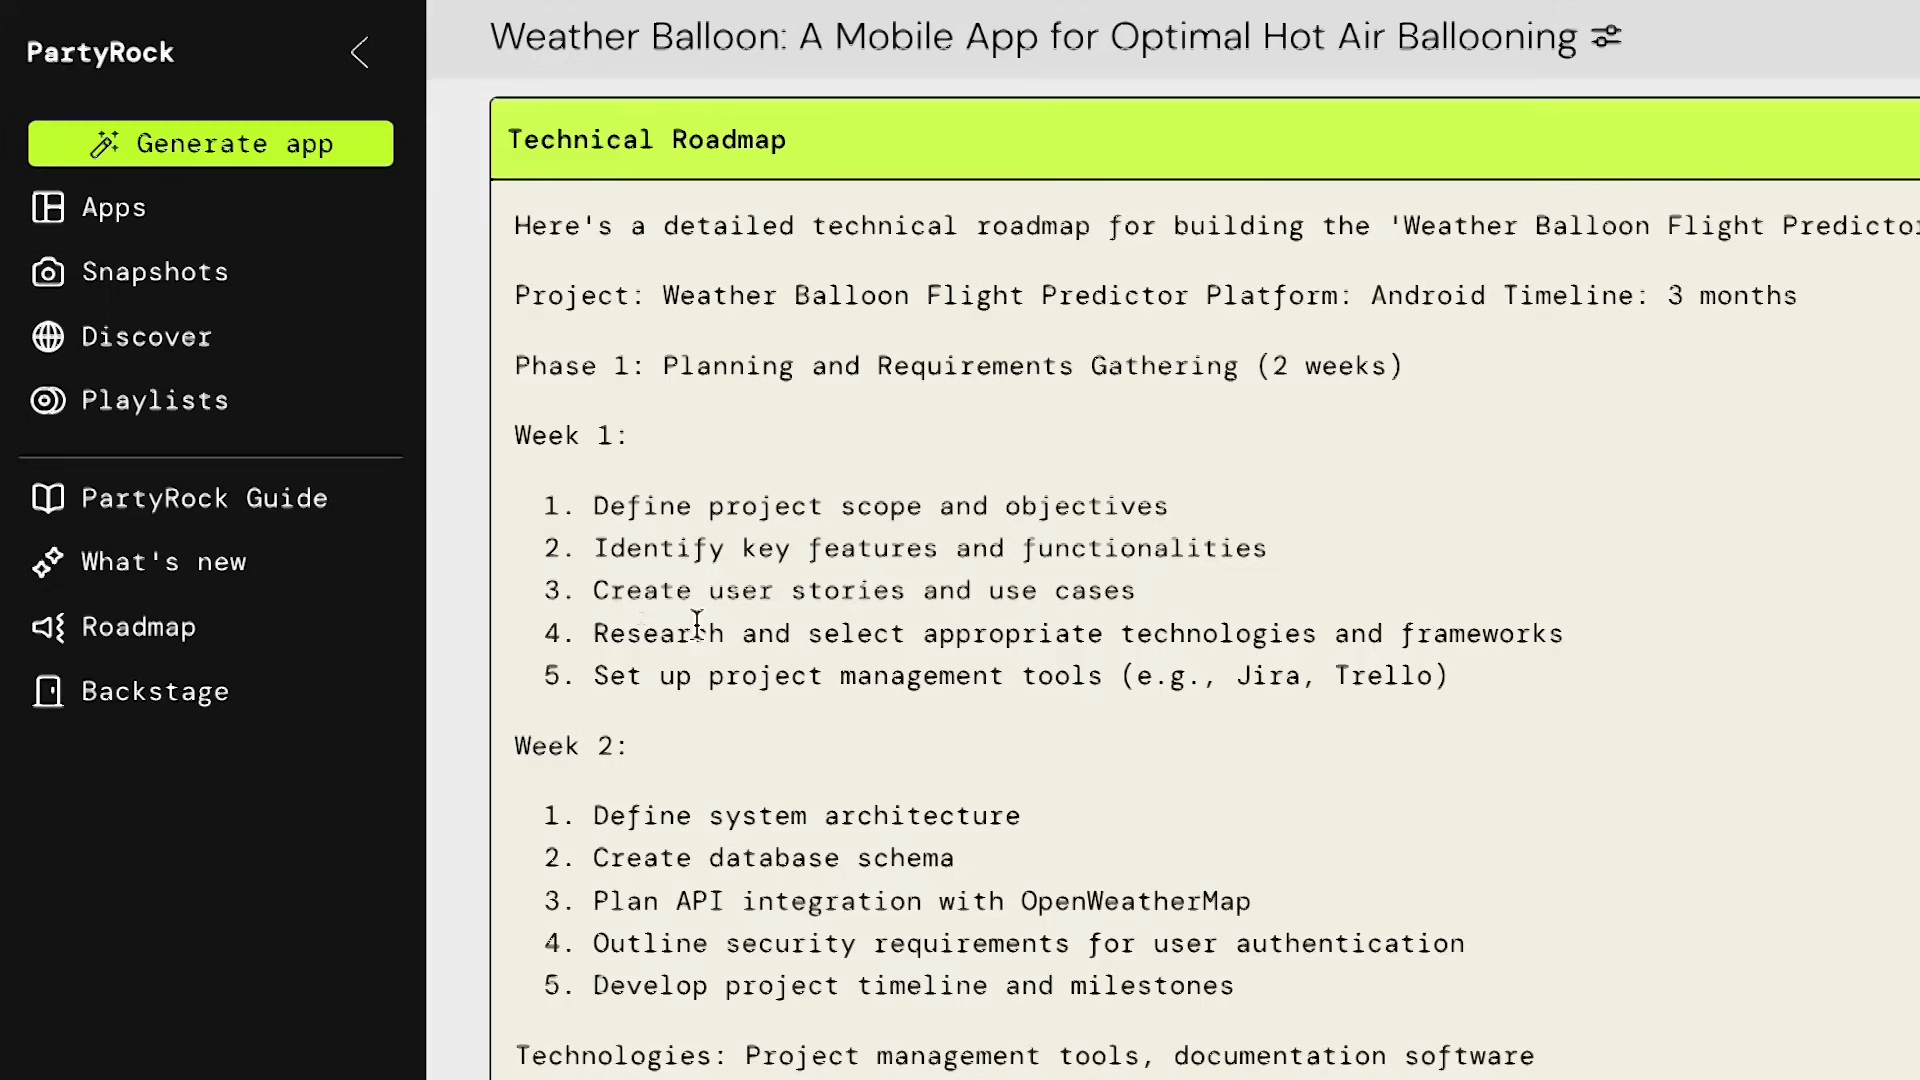 PartyRock
Generate app
Apps
Snapshots
Discover
Playlists
PartyRock Guide
What's new
Roadmap
Backstage
Weather Balloon: A Mobile App for Optimal Hot Air Ballooning
Technical Roadmap
Here's a detailed technical roadmap for building the 'Weather Balloon Flight Predictor
Project: Weather Balloon Flight Predictor Platform: Android Timeline: 3 months
Phase 1: Planning and Requirements Gathering (2 weeks)
Week 1:
1. Define project scope and objectives
2. Identify key features and functionalities
3. Create user stories and use cases
4. Research and select appropriate technologies and frameworks
5. Set up project management tools (e.g., Jira, Trello)
Week 2:
1. Define system architecture
2. Create database schema
3. Plan API integration with OpenWeatherMap
4. Outline security requirements for user authentication
5. Develop project timeline and milestones
Technologies: Project management tools, documentation software